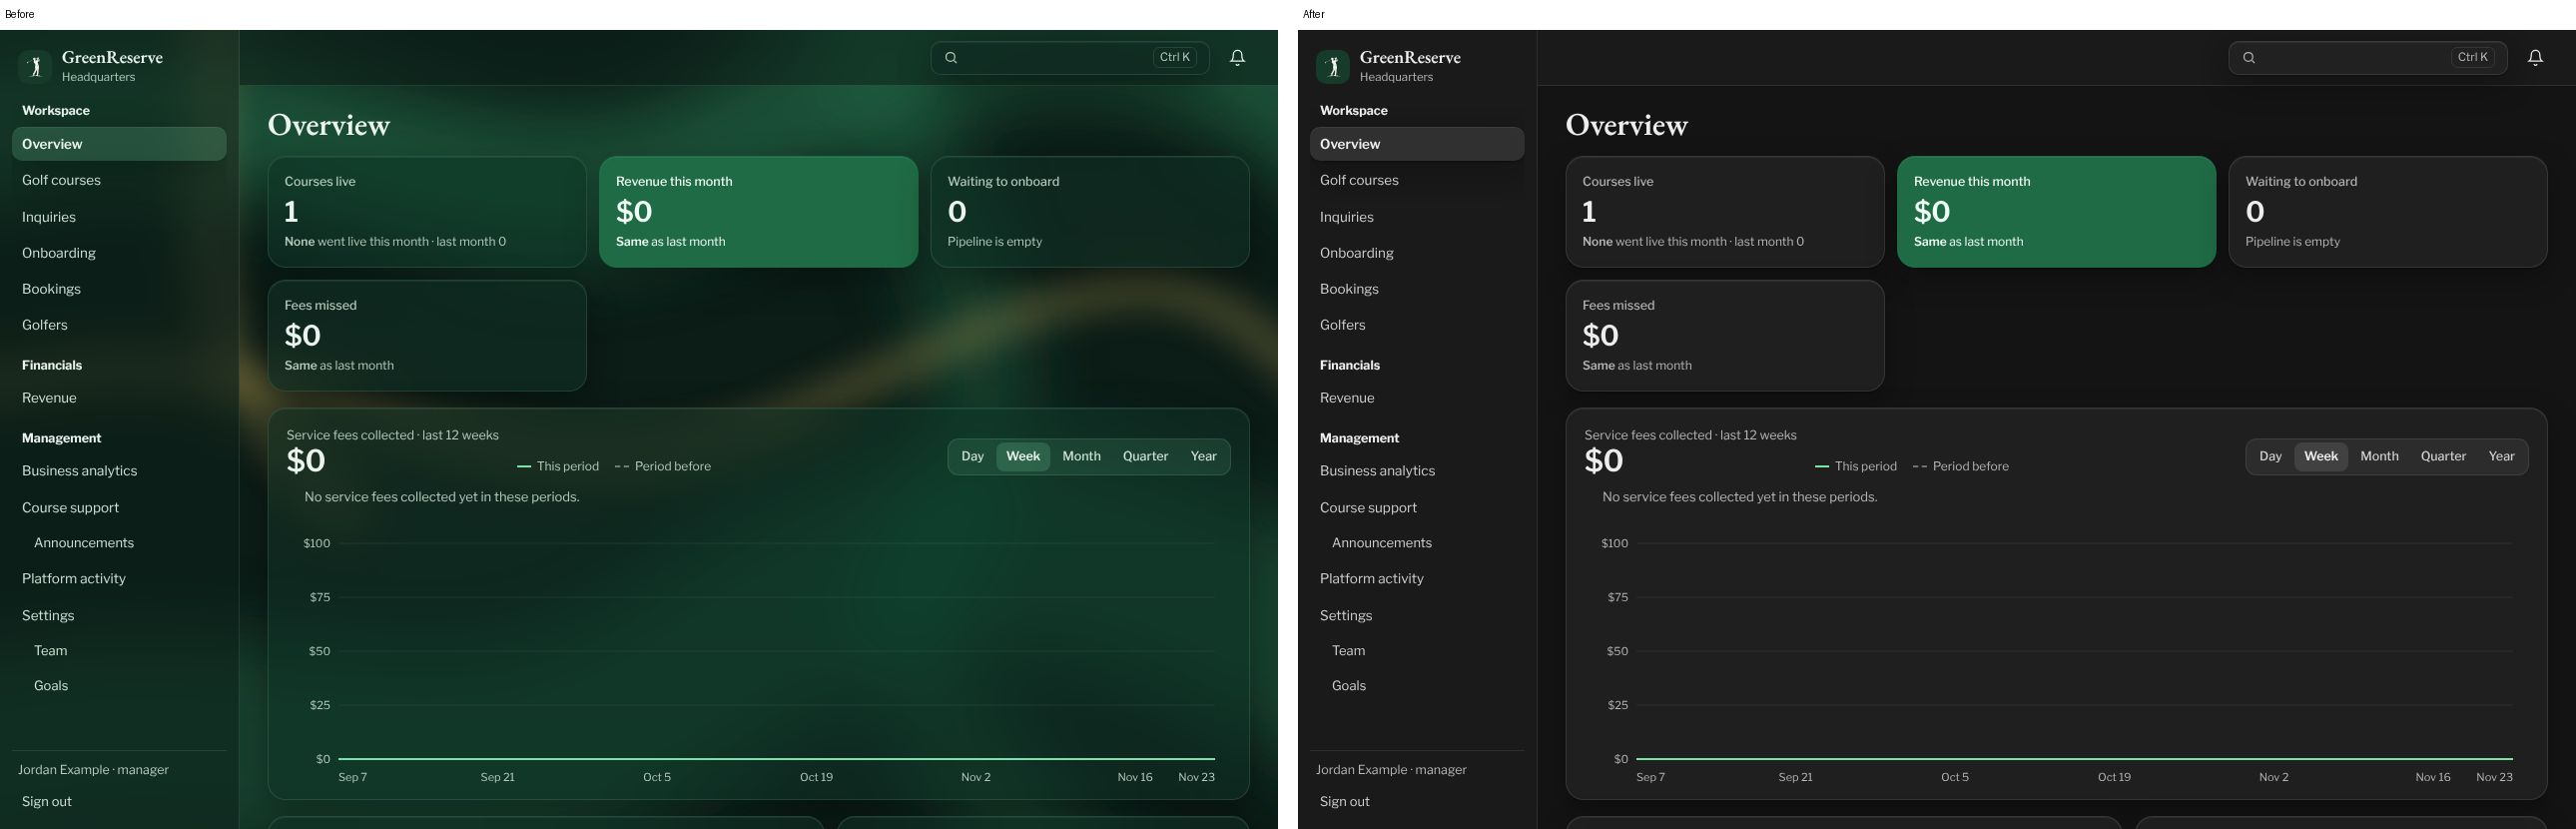 Before
GreenReserve
Headquarters
Ctrl K
Workspace
Overview
Golf courses
Inquiries
Onboarding
Bookings
Golfers
Financials
Revenue
Management
Business analytics
Course support
Announcements
Platform activity
Settings
Team
Goals
Jordan Example · manager
Sign out
Overview
Courses live
1
None went live this month · last month 0
Revenue this month
$0
Same as last month
Waiting to onboard
0
Pipeline is empty
Fees missed
$0
Same as last month
Service fees collected · last 12 weeks
$0
This period
Period before
Day Week Month Quarter Year
No service fees collected yet in these periods.
$100
$75
$50
$25
$0
Sep 7 Sep 21 Oct 5 Oct 19 Nov 2 Nov 16 Nov 23
After
GreenReserve
Headquarters
Ctrl K
Workspace
Overview
Golf courses
Inquiries
Onboarding
Bookings
Golfers
Financials
Revenue
Management
Business analytics
Course support
Announcements
Platform activity
Settings
Team
Goals
Jordan Example · manager
Sign out
Overview
Courses live
1
None went live this month · last month 0
Revenue this month
$0
Same as last month
Waiting to onboard
0
Pipeline is empty
Fees missed
$0
Same as last month
Service fees collected · last 12 weeks
$0
This period
Period before
Day Week Month Quarter Year
No service fees collected yet in these periods.
$100
$75
$50
$25
$0
Sep 7 Sep 21 Oct 5 Oct 19 Nov 2 Nov 16 Nov 23